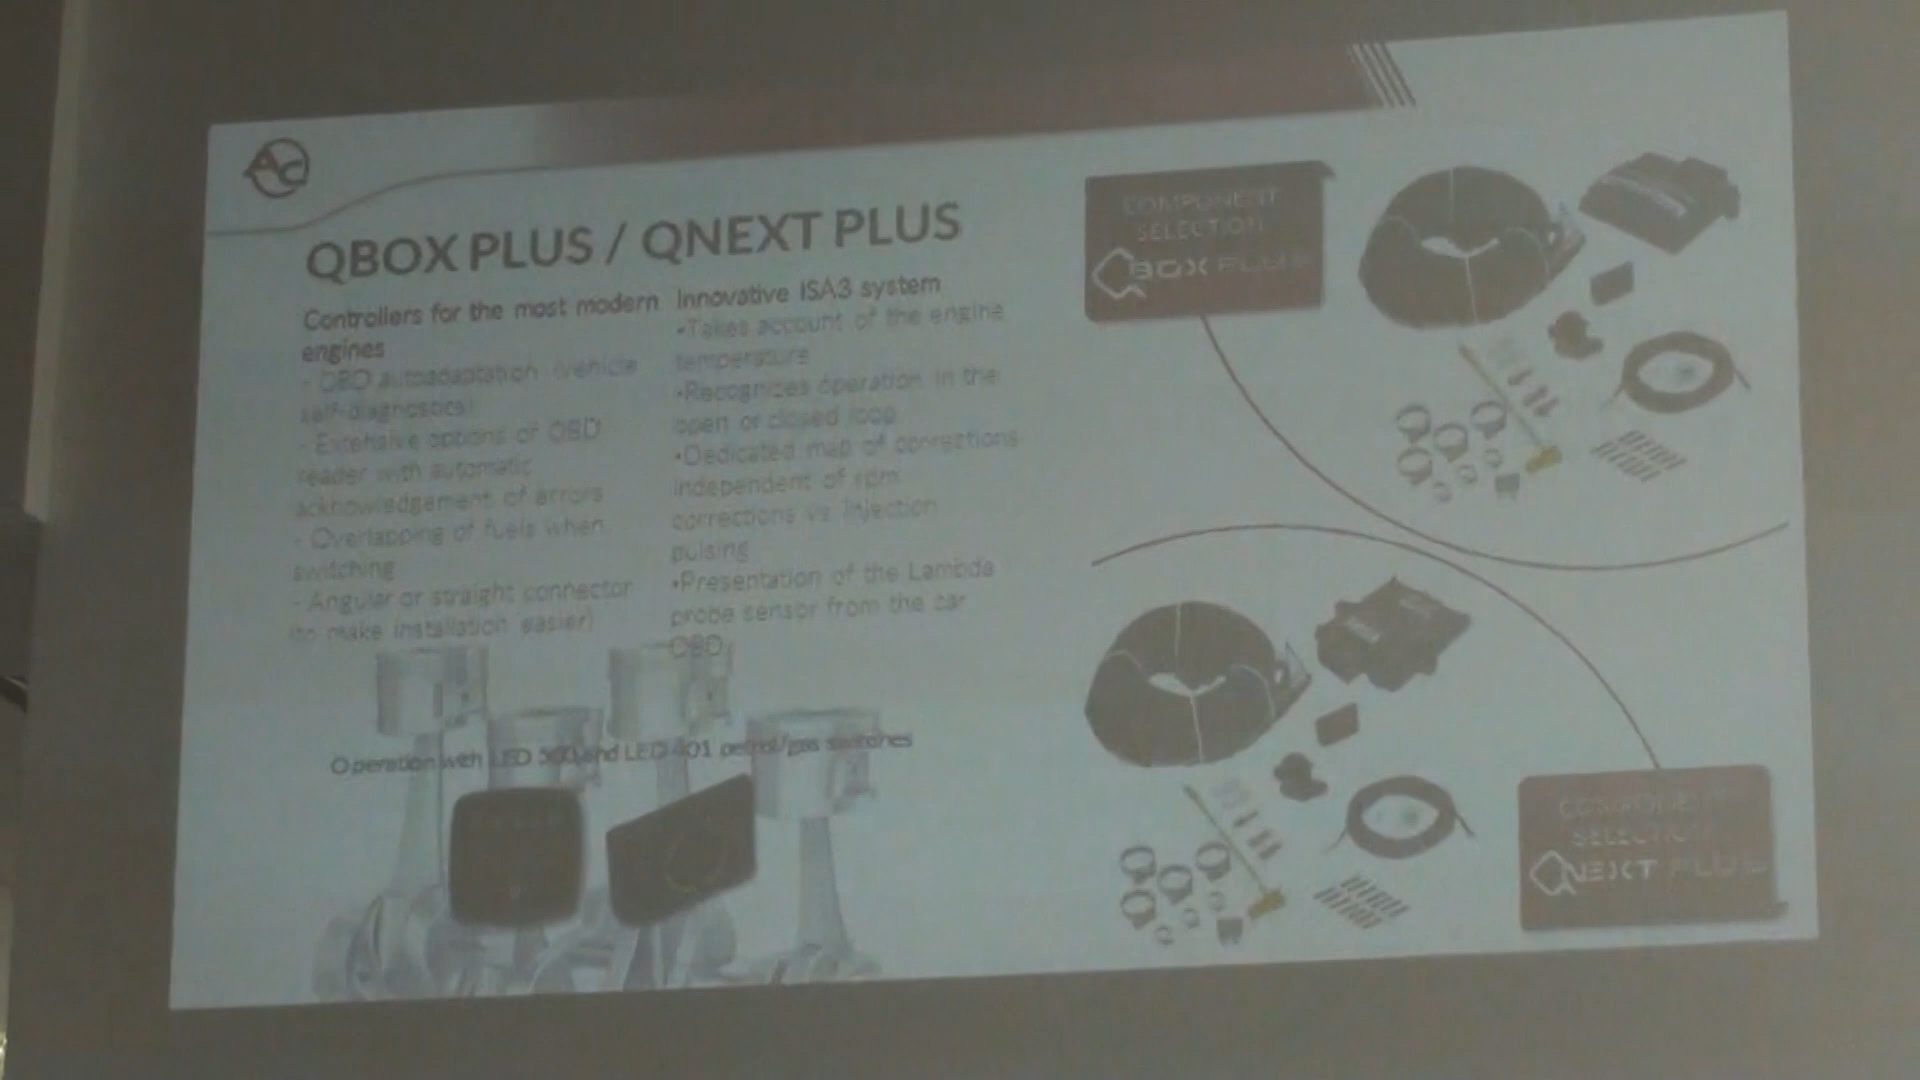 AC
QBOX PLUS / QNEXT PLUS
Controllers for the most modern
engines
- OBD autoadaptation (vehicle
self-diagnostics)
- Extensive options of OBD
reader with automatic
acknowledgement of errors
- Overlapping of fuels when
switching
- Angular or straight connector
(to make installation easier)
Innovative ISA3 system
•Takes account of the engine
temperature
•Recognizes operation in the
open or closed loop
•Dedicated map of corrections
independent of rpm
corrections vs injection
pulsing
•Presentation of the Lambda
probe sensor from the car
OBD
Operation with LED and LED 401 petrol/gas switches
COMPONENT
SELECTION
QBOX PLUS
COMPONENT
SELECTION
QNEXT PLUS